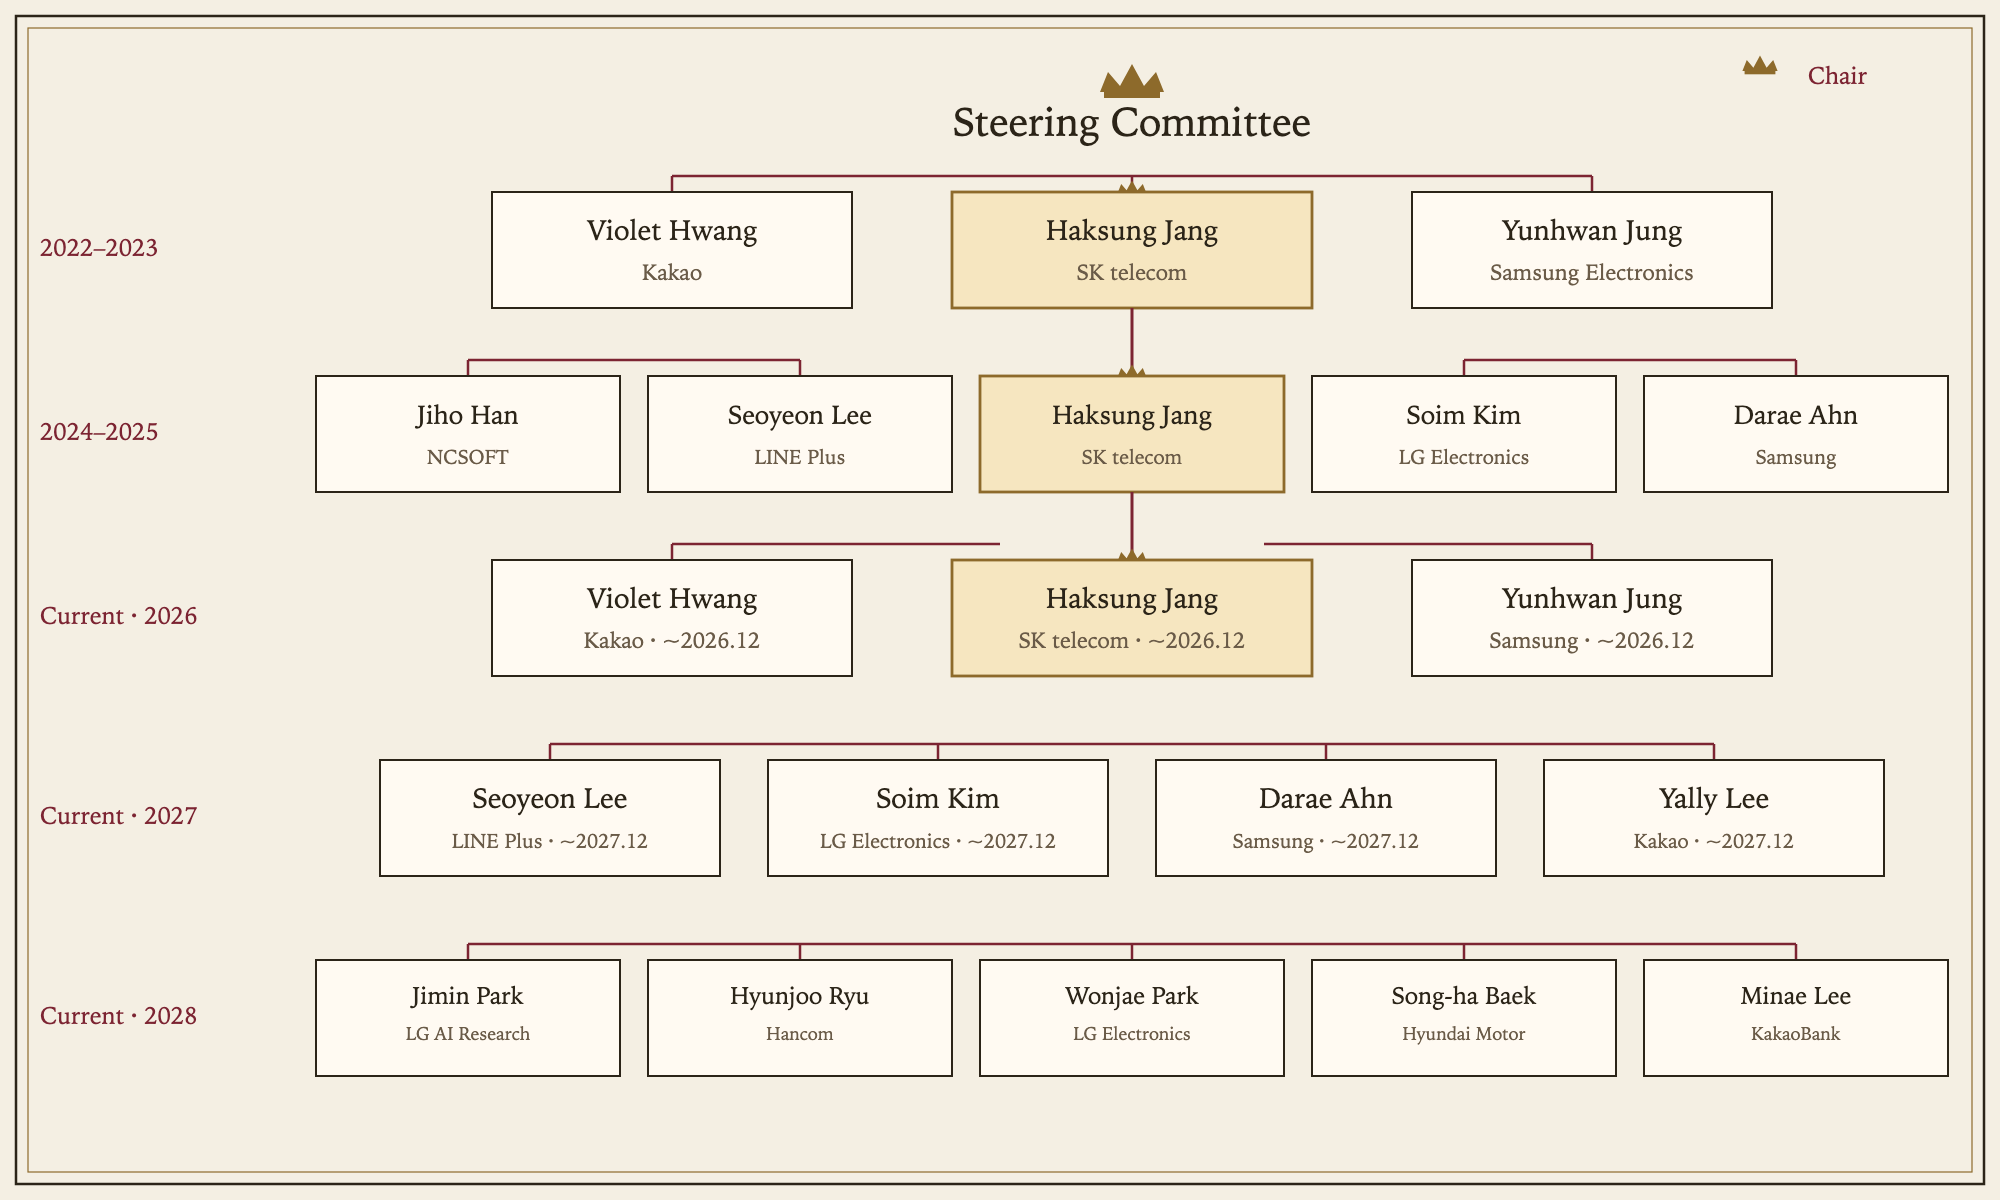 Chair
Steering Committee
2022–2023
Violet Hwang
Kakao
Haksung Jang
SK telecom
Yunhwan Jung
Samsung Electronics
2024–2025
Jiho Han
NCSOFT
Seoyeon Lee
LINE Plus
Haksung Jang
SK telecom
Soim Kim
LG Electronics
Darae Ahn
Samsung
Current · 2026
Violet Hwang
Kakao · ~2026.12
Haksung Jang
SK telecom · ~2026.12
Yunhwan Jung
Samsung · ~2026.12
Current · 2027
Seoyeon Lee
LINE Plus · ~2027.12
Soim Kim
LG Electronics · ~2027.12
Darae Ahn
Samsung · ~2027.12
Yally Lee
Kakao · ~2027.12
Current · 2028
Jimin Park
LG AI Research
Hyunjoo Ryu
Hancom
Wonjae Park
LG Electronics
Song-ha Baek
Hyundai Motor
Minae Lee
KakaoBank